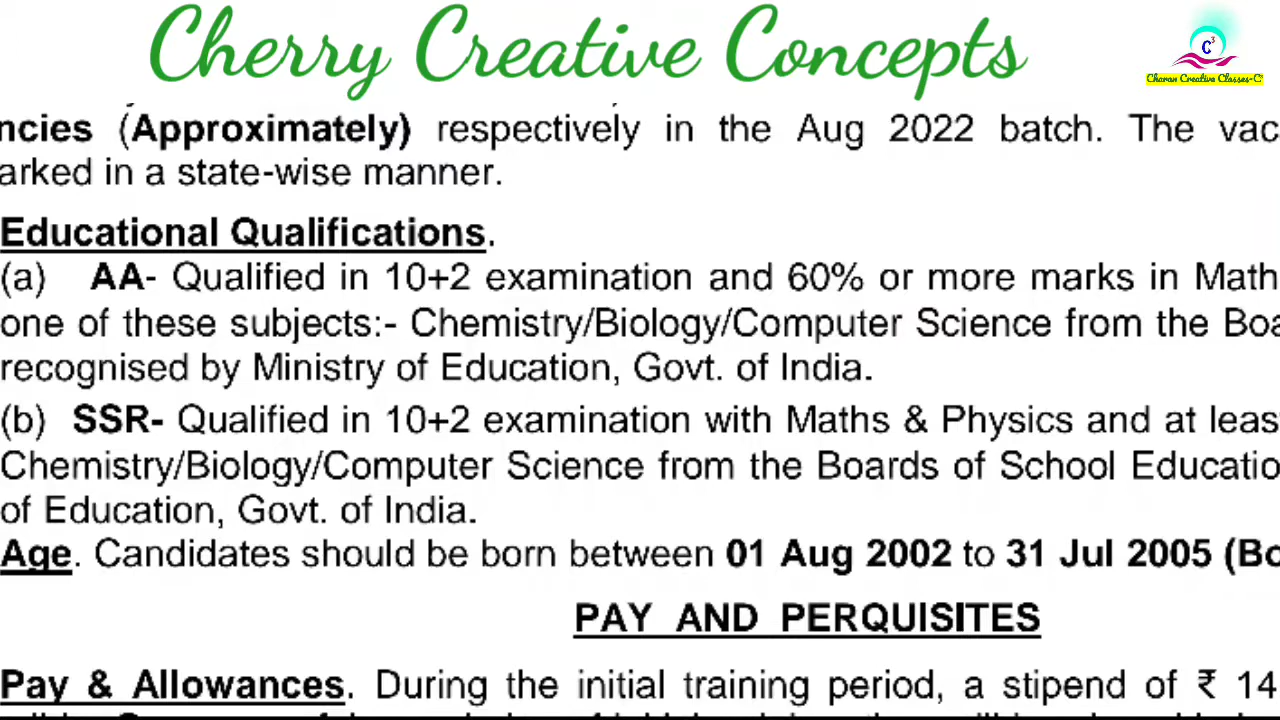 Cherry Creative Concepts
C³
Charan Creative Classes-C³
ncies (Approximately) respectively in the Aug 2022 batch. The vac
arked in a state-wise manner.
Educational Qualifications.
(a) AA- Qualified in 10+2 examination and 60% or more marks in Math
one of these subjects:- Chemistry/Biology/Computer Science from the Boa
recognised by Ministry of Education, Govt. of India.
(b) SSR- Qualified in 10+2 examination with Maths & Physics and at leas
Chemistry/Biology/Computer Science from the Boards of School Educatio
of Education, Govt. of India.
Age. Candidates should be born between 01 Aug 2002 to 31 Jul 2005 (Bo
PAY AND PERQUISITES
Pay & Allowances. During the initial training period, a stipend of ₹ 14